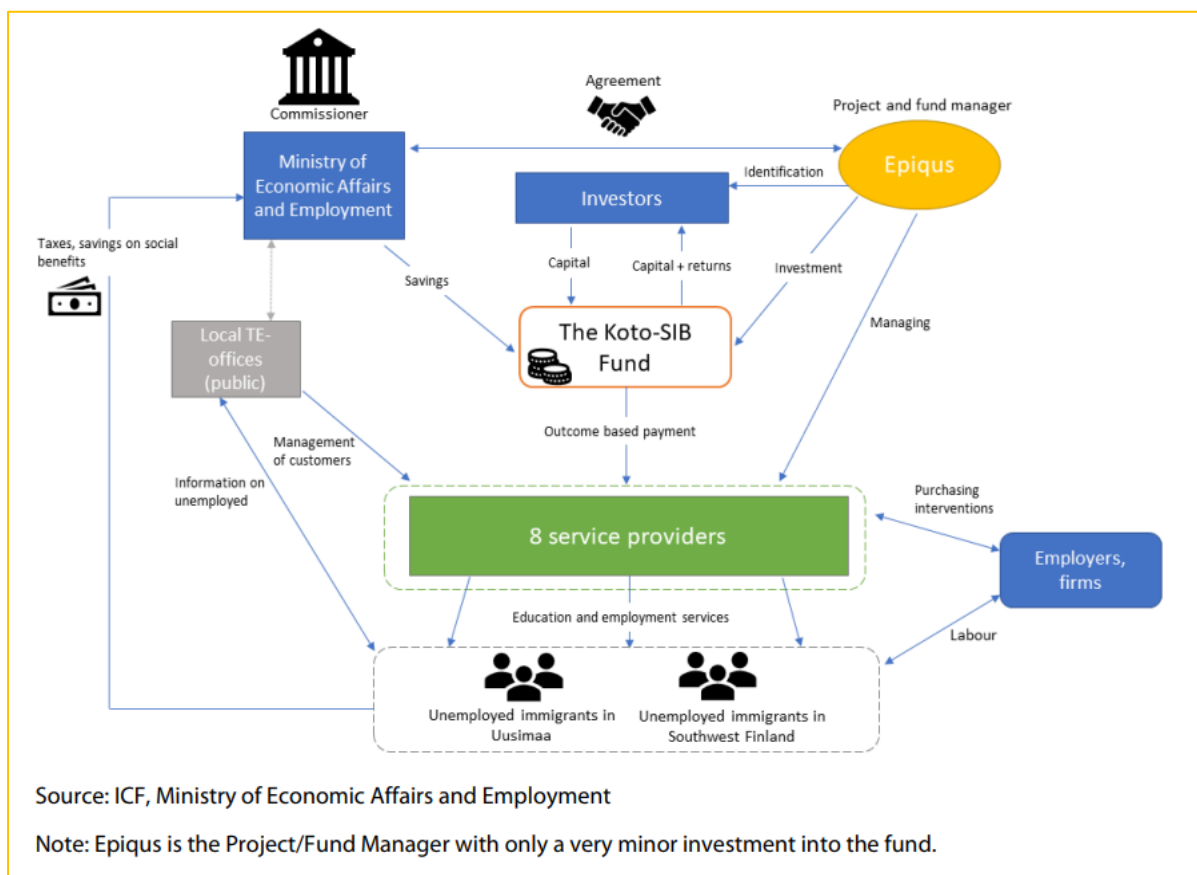 Commissioner
Agreement
Project and fund manager
Ministry of
Economic Affairs
and Employment
Epiqus
Identification
Investors
Taxes, savings on social
benefits
Savings
Capital
Capital + returns
Investment
Managing
Local TE-
offices
(public)
The Koto-SIB
Fund
Outcome based payment
Management
of customers
Information on
unemployed
8 service providers
Purchasing
interventions
Employers,
firms
Education and employment services
Labour
Unemployed immigrants in
Uusimaa
Unemployed immigrants in
Southwest Finland
Source: ICF, Ministry of Economic Affairs and Employment
Note: Epiqus is the Project/Fund Manager with only a very minor investment into the fund.